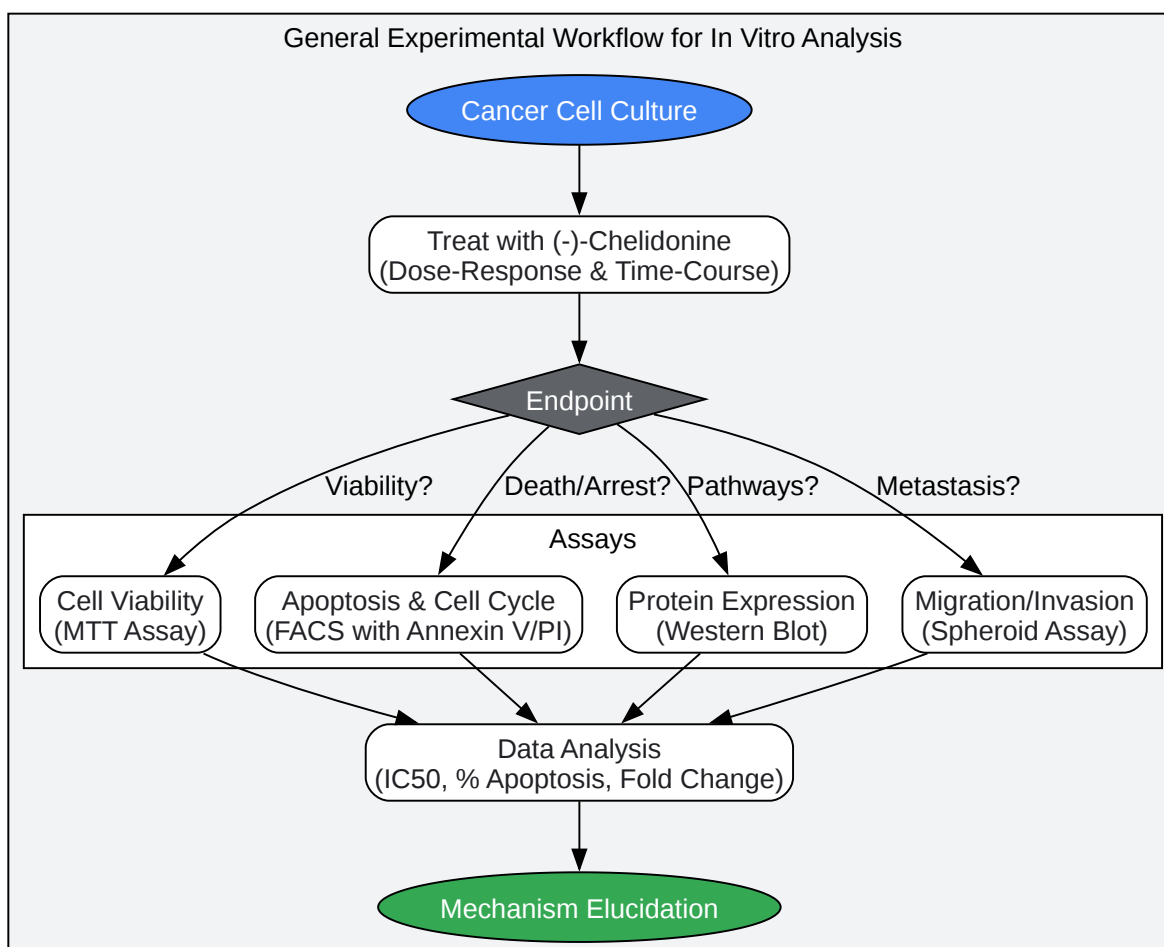 General Experimental Workflow for In Vitro Analysis
Cancer Cell Culture
Treat with (-)-Chelidonine
(Dose-Response & Time-Course)
Endpoint
Viability?
Death/Arrest?
Pathways?
Metastasis?
Assays
Cell Viability
(MTT Assay)
Apoptosis & Cell Cycle
(FACS with Annexin V/PI)
Protein Expression
(Western Blot)
Migration/Invasion
(Spheroid Assay)
Data Analysis
(IC50, % Apoptosis, Fold Change)
Mechanism Elucidation